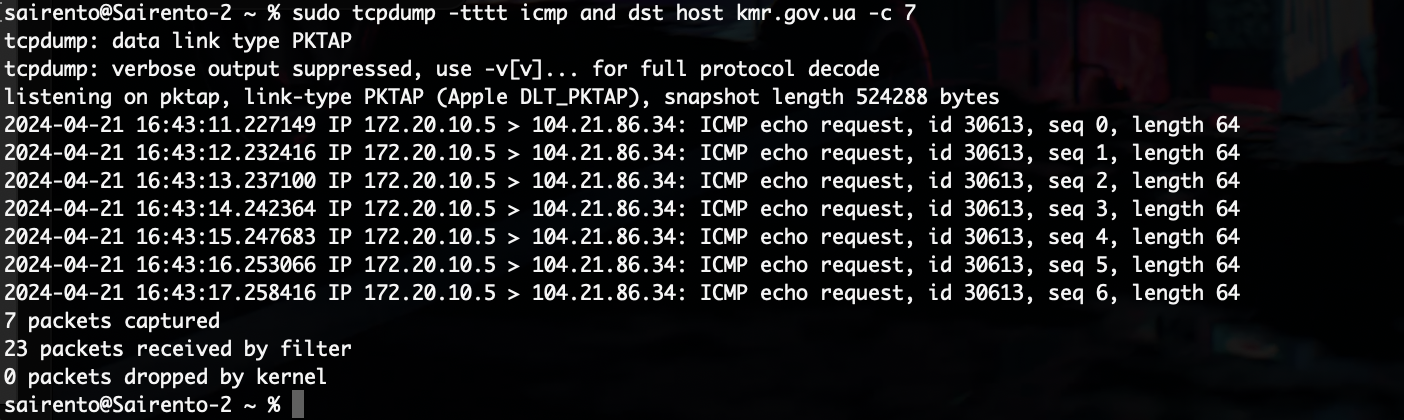 sairento@Sairento-2 ~ % sudo tcpdump -tttt icmp and dst host kmr.gov.ua -c 7
tcpdump: data link type PKTAP
tcpdump: verbose output suppressed, use -v[v]... for full protocol decode
listening on pktap, link-type PKTAP (Apple DLT_PKTAP), snapshot length 524288 bytes
2024-04-21 16:43:11.227149 IP 172.20.10.5 > 104.21.86.34: ICMP echo request, id 30613, seq 0, length 64
2024-04-21 16:43:12.232416 IP 172.20.10.5 > 104.21.86.34: ICMP echo request, id 30613, seq 1, length 64
2024-04-21 16:43:13.237100 IP 172.20.10.5 > 104.21.86.34: ICMP echo request, id 30613, seq 2, length 64
2024-04-21 16:43:14.242364 IP 172.20.10.5 > 104.21.86.34: ICMP echo request, id 30613, seq 3, length 64
2024-04-21 16:43:15.247683 IP 172.20.10.5 > 104.21.86.34: ICMP echo request, id 30613, seq 4, length 64
2024-04-21 16:43:16.253066 IP 172.20.10.5 > 104.21.86.34: ICMP echo request, id 30613, seq 5, length 64
2024-04-21 16:43:17.258416 IP 172.20.10.5 > 104.21.86.34: ICMP echo request, id 30613, seq 6, length 64
7 packets captured
23 packets received by filter
0 packets dropped by kernel
sairento@Sairento-2 ~ %